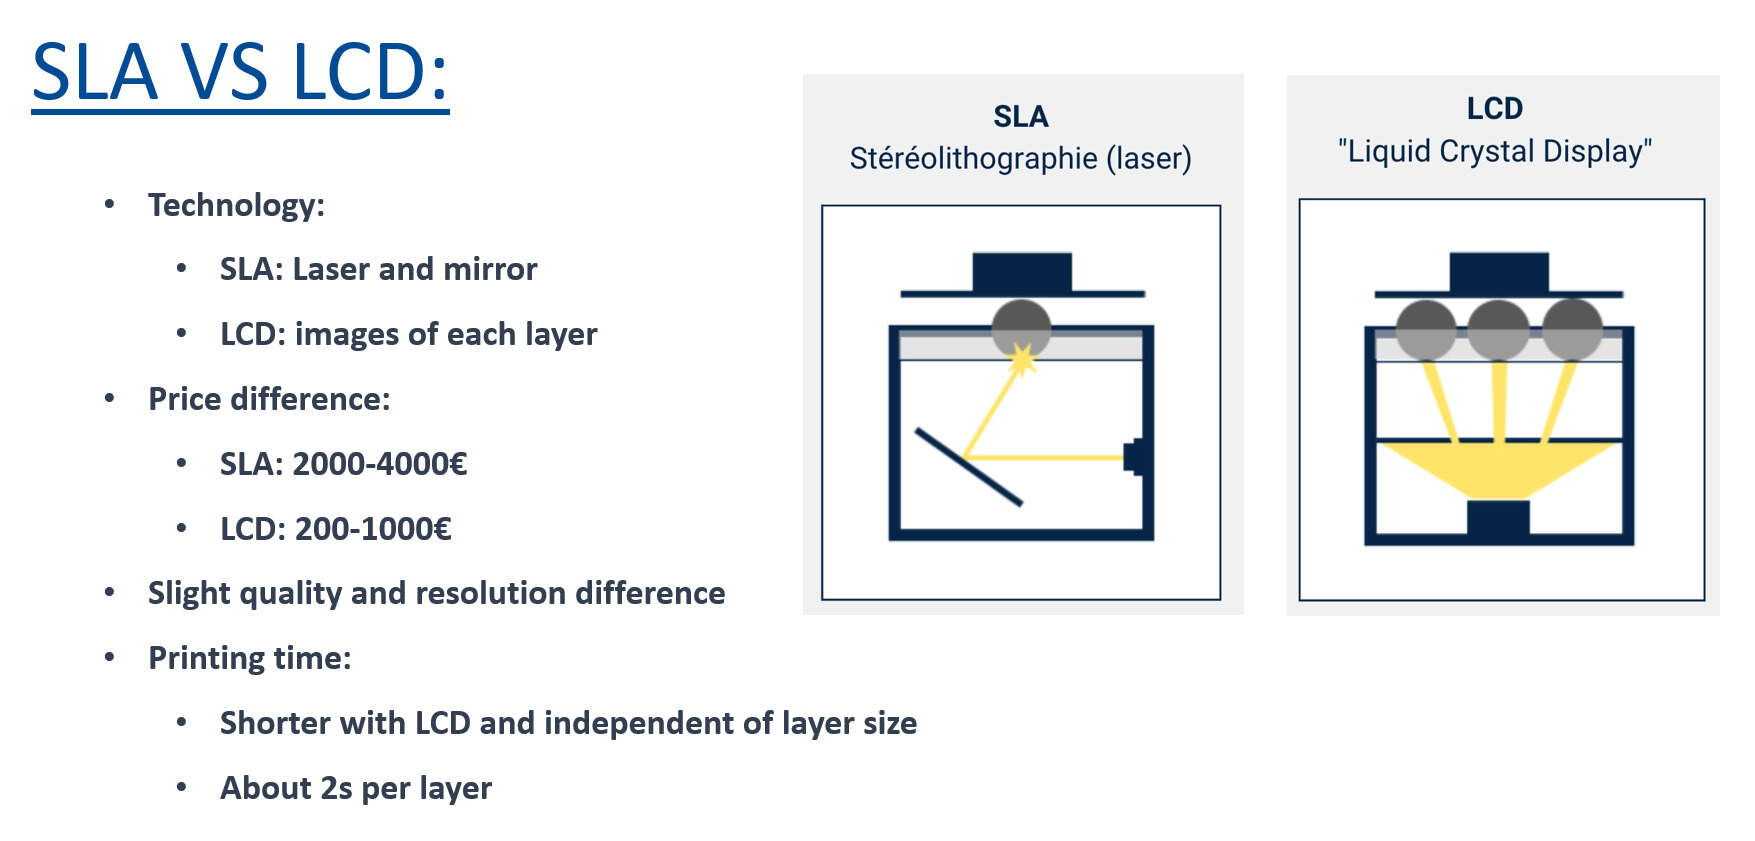 SLA VS LCD:
• Technology:
• SLA: Laser and mirror
• LCD: images of each layer
• Price difference:
• SLA: 2000-4000€
• LCD: 200-1000€
• Slight quality and resolution difference
• Printing time:
• Shorter with LCD and independent of layer size
• About 2s per layer
SLA
Stéréolithographie (laser)
LCD
"Liquid Crystal Display"